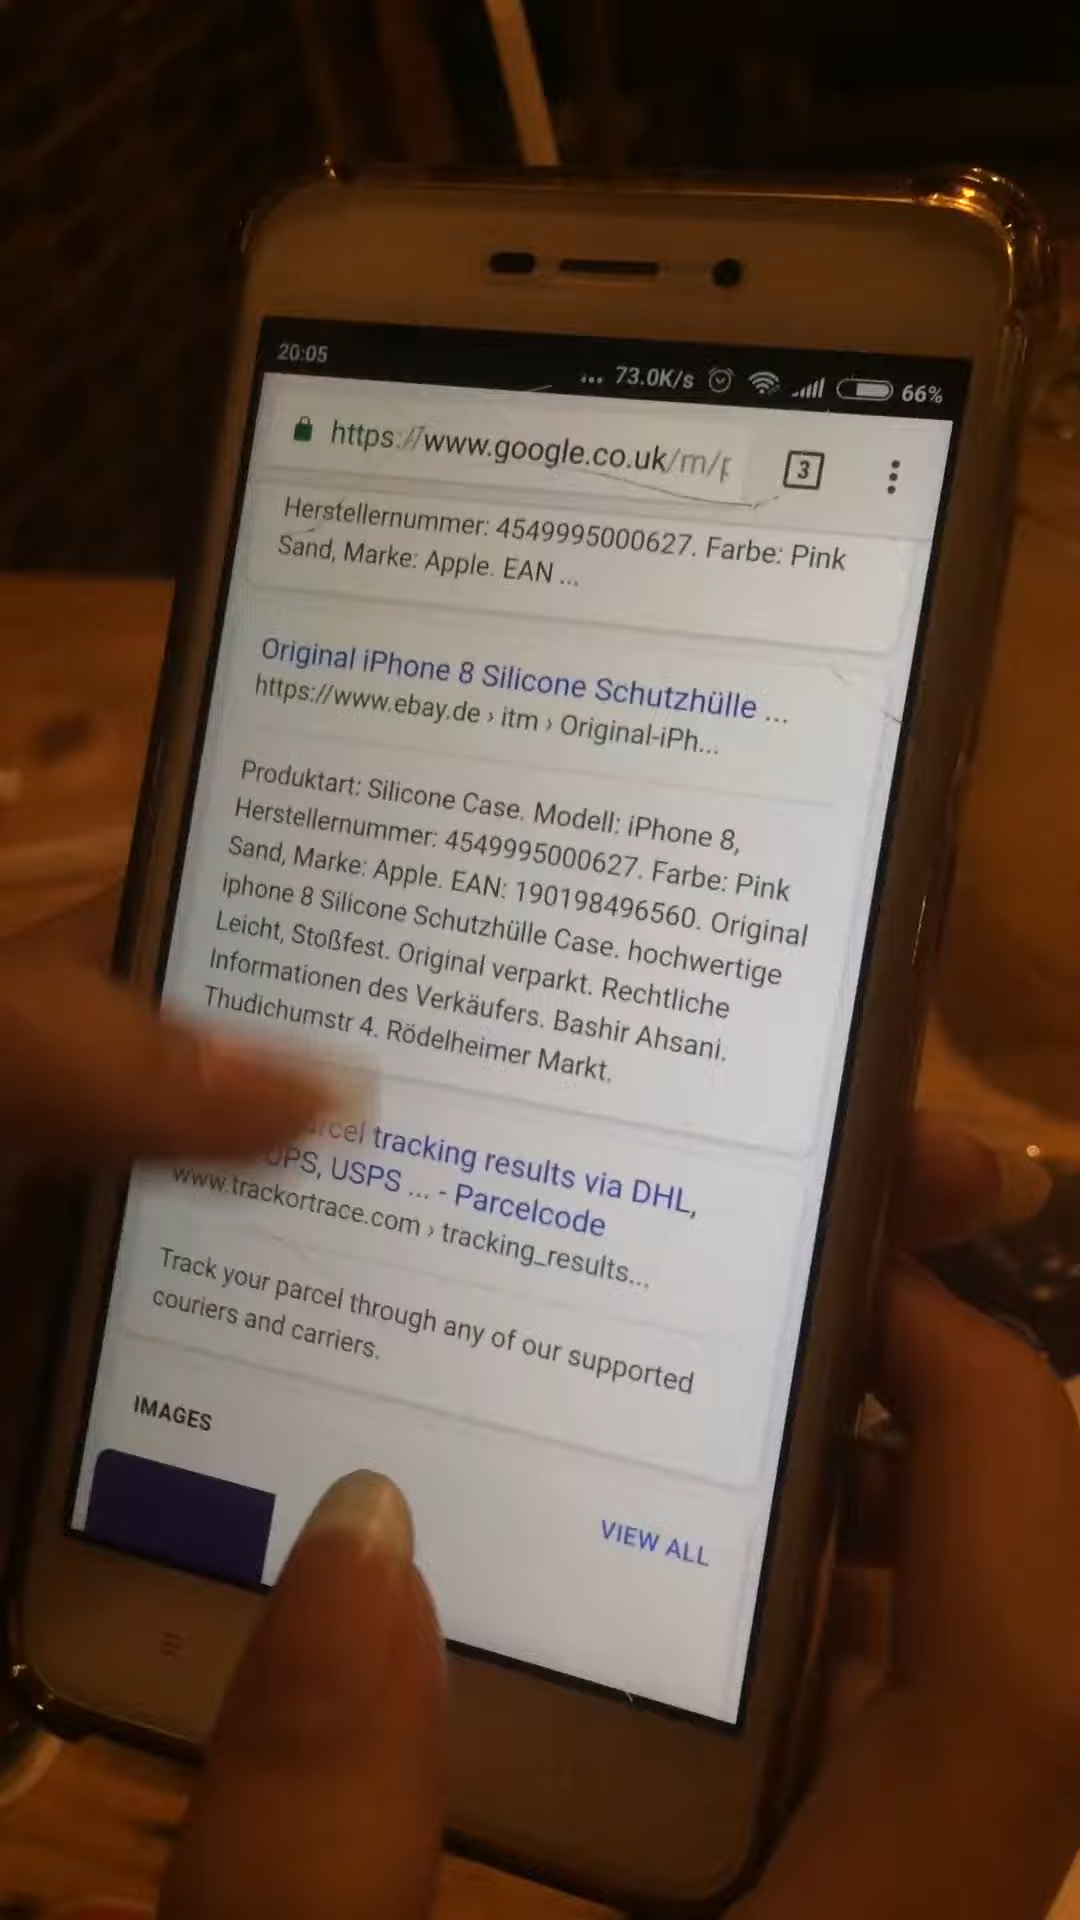 20:05
... 73.0K/s 66%
https://www.google.co.uk/m/
3
Herstellernummer: 4549995000627. Farbe: Pink
Sand, Marke: Apple. EAN ...
Original iPhone 8 Silicone Schutzhülle ...
https://www.ebay.de › itm › Original-iPh...
Produktart: Silicone Case. Modell: iPhone 8,
Herstellernummer: 4549995000627. Farbe: Pink
Sand, Marke: Apple. EAN: 190198496560. Original
iphone 8 Silicone Schutzhülle Case. hochwertige
Leicht, Stoßfest. Original verparkt. Rechtliche
Informationen des Verkäufers. Bashir Ahsani.
Thudichumstr 4. Rödelheimer Markt.
tracking results via DHL,
UPS, USPS ... - Parcelcode
www.trackortrace.com › tracking_results...
Track your parcel through any of our supported
couriers and carriers.
IMAGES
VIEW ALL